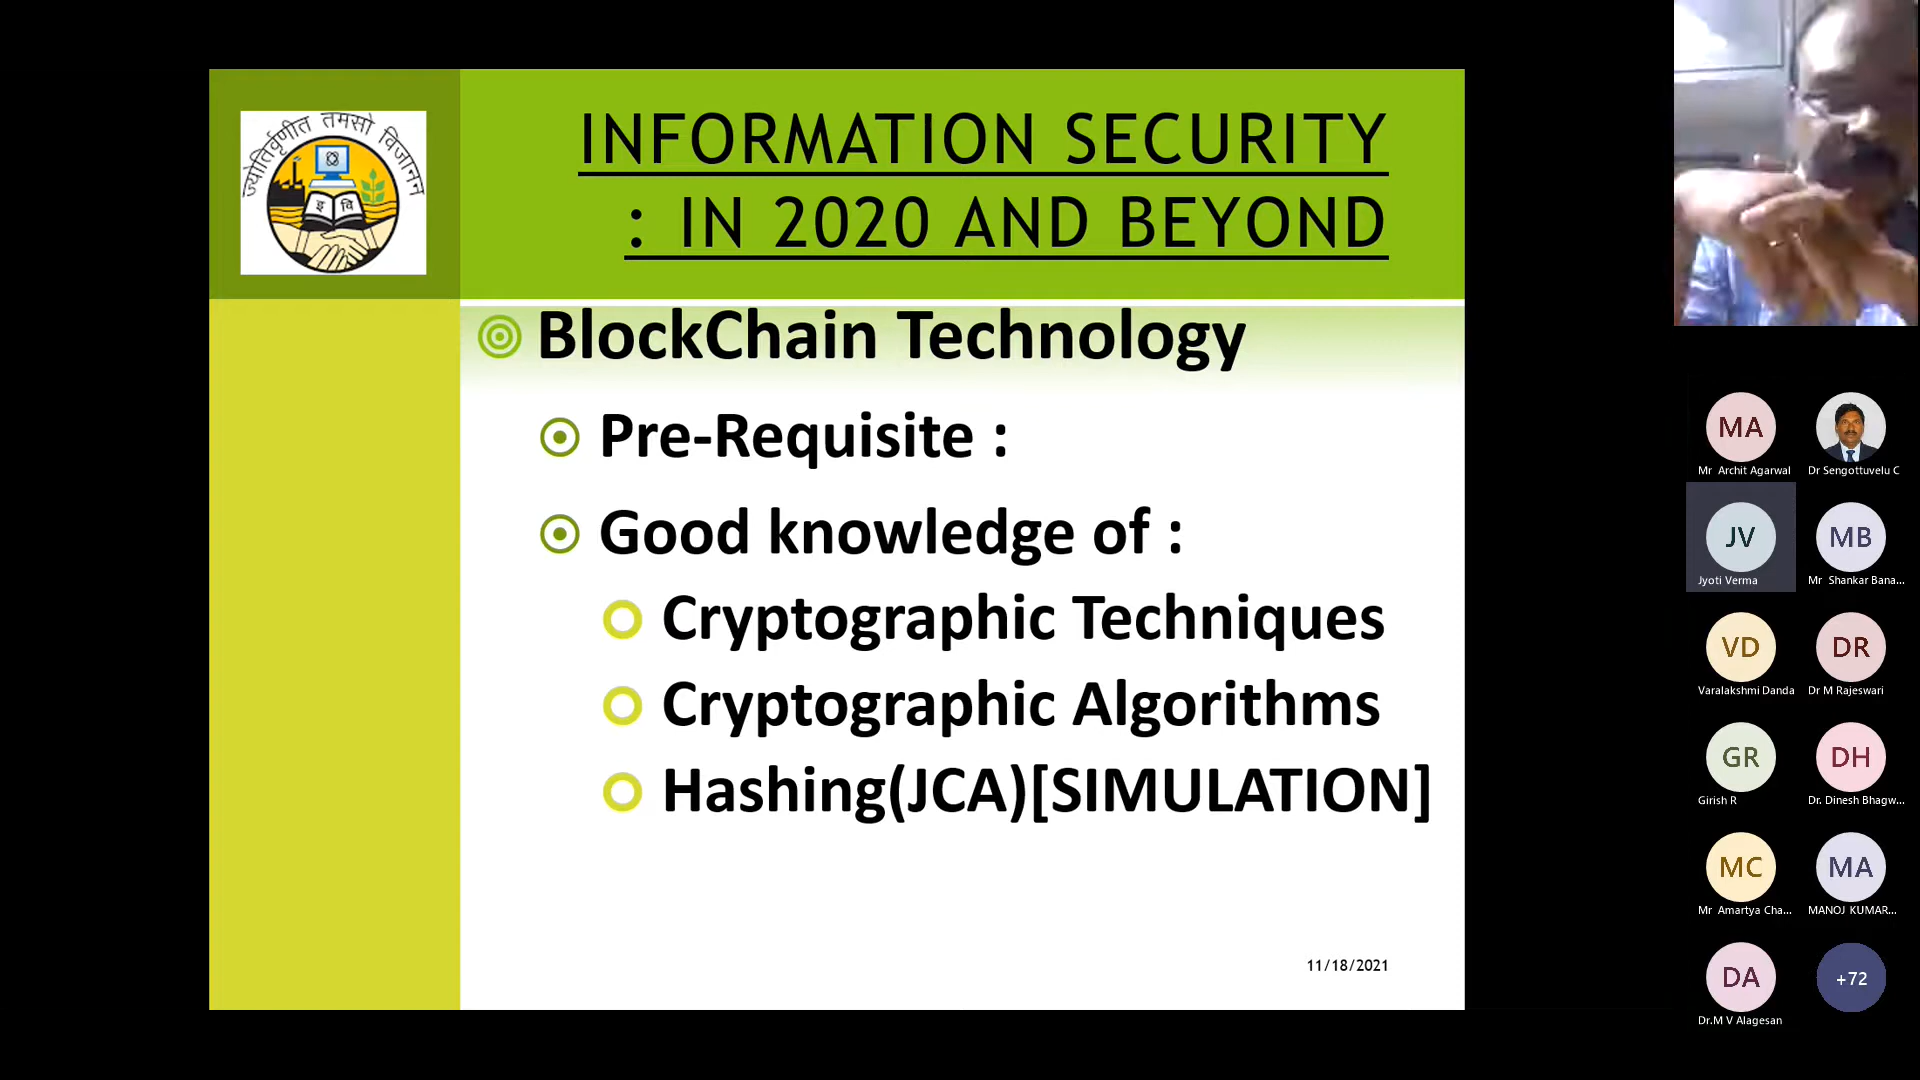 ज्योतिर्वृणीत तमसो विजानन
इ वि
INFORMATION SECURITY
: IN 2020 AND BEYOND
BlockChain Technology
Pre-Requisite :
Good knowledge of :
Cryptographic Techniques
Cryptographic Algorithms
Hashing(JCA)[SIMULATION]
11/18/2021
MA
Mr Archit Agarwal
Dr Sengottuvelu C
JV
Jyoti Verma
MB
Mr Shankar Bana...
VD
Varalakshmi Danda
DR
Dr M Rajeswari
GR
Girish R
DH
Dr. Dinesh Bhagw...
MC
Mr Amartya Cha...
MA
MANOJ KUMAR...
DA
Dr.M V Alagesan
+72